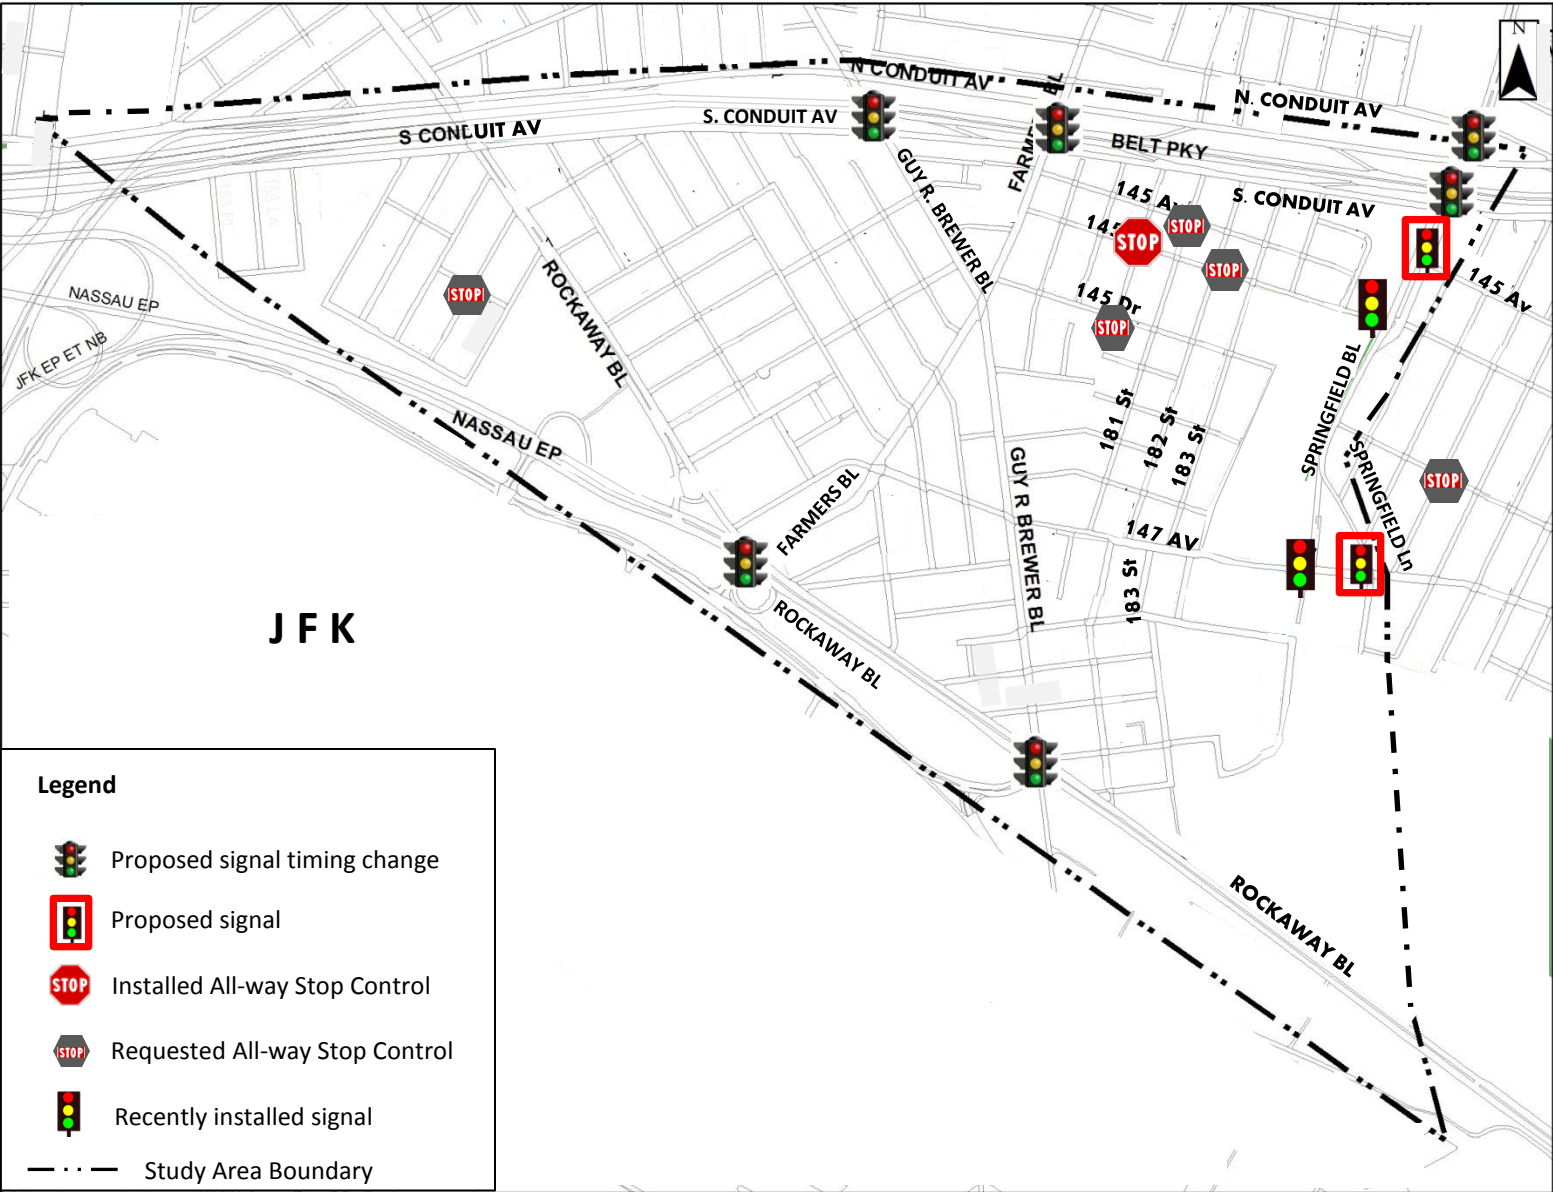 N
N CONDUIT AV
BL
N. CONDUIT AV
S. CONDUIT AV
S CONDUIT AV
BELT PKY
GUY R. BREWER BL
145 A
S. CONDUIT AV
STOP
STOP
STOP
145 Av
NASSAU EP
STOP
ROCKAWAY BL
145 Dr
STOP
JFK EP ET NB
SPRINGFIELD BL
NASSAU EP
181 St
182 St
183 St
SPRINGFIELD Ln
STOP
FARMERS BL
GUY R BREWER BL
147 AV
183 St
J F K
ROCKAWAY BL
ROCKAWAY BL
Legend
Proposed signal timing change
Proposed signal
STOP
Installed All-way Stop Control
STOP
Requested All-way Stop Control
Recently installed signal
Study Area Boundary